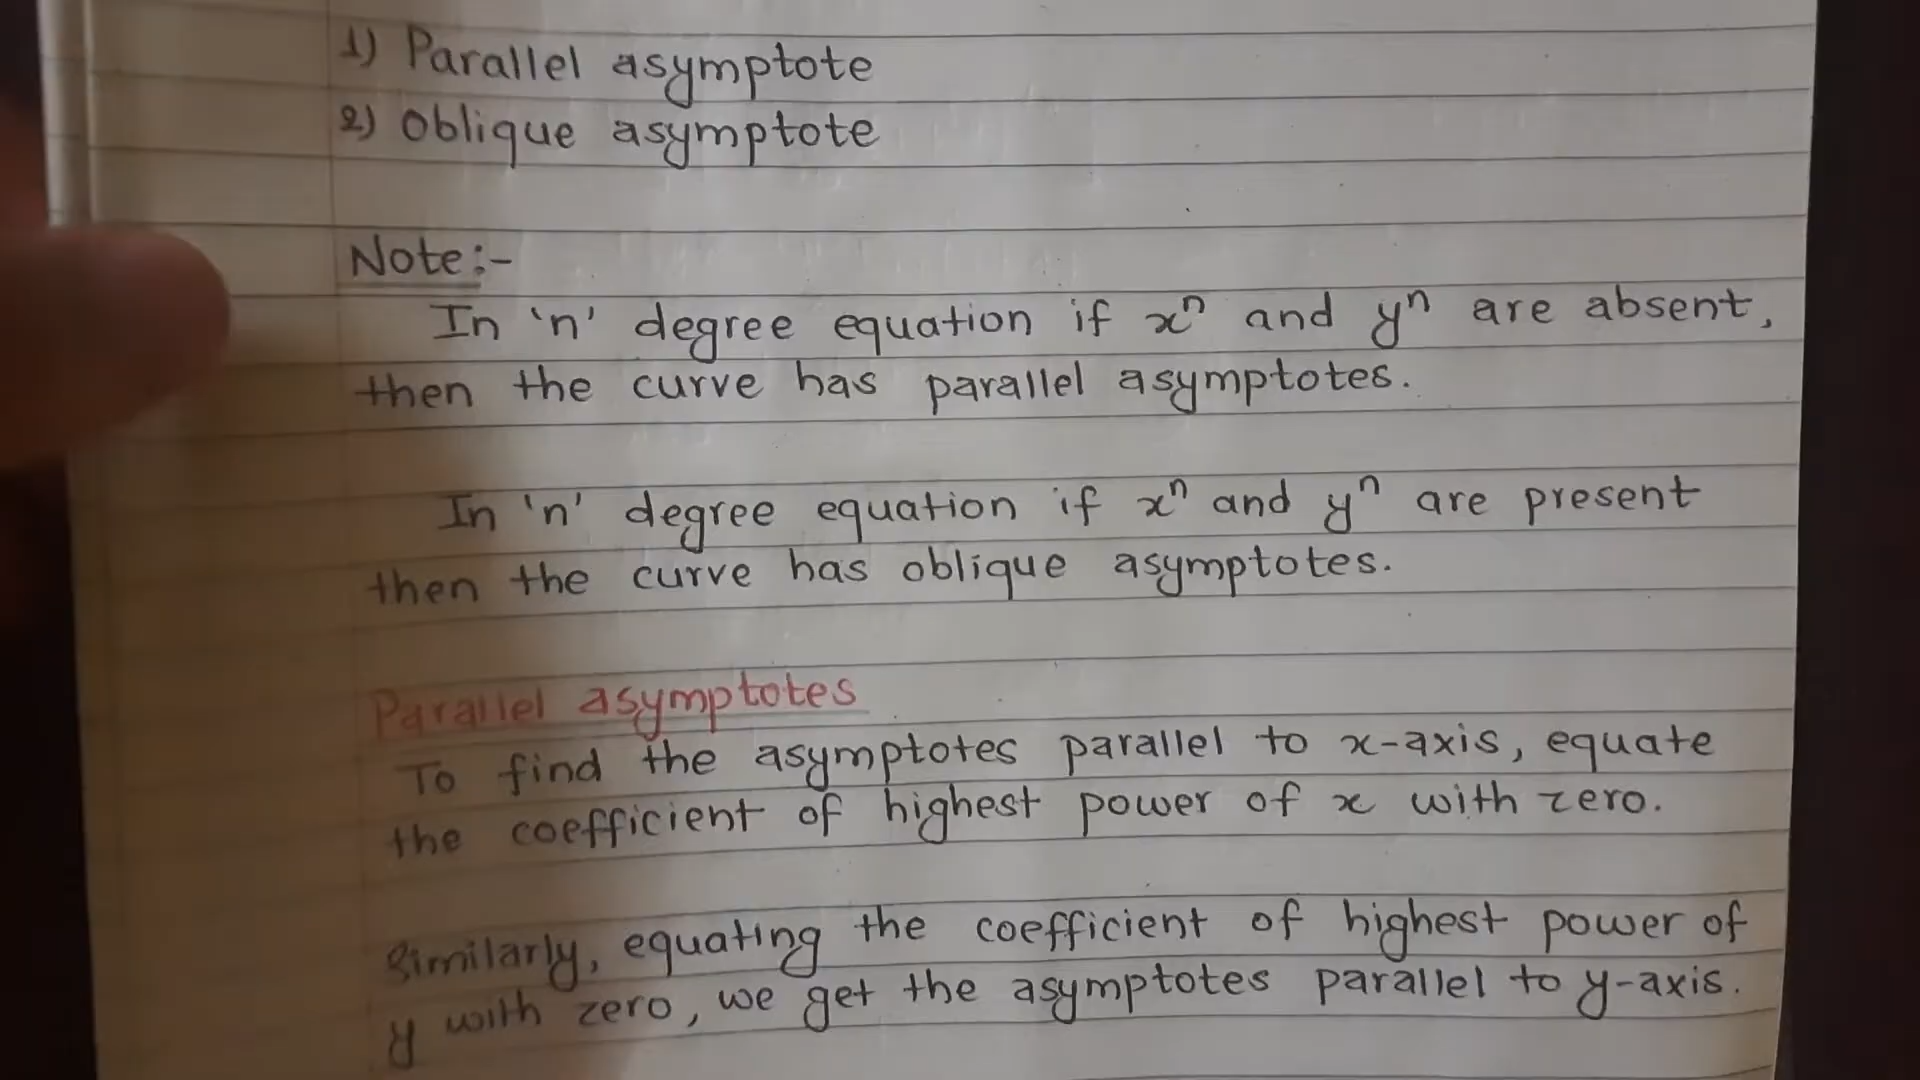 1) Parallel asymptote
2) Oblique asymptote
Note:-
In 'n' degree equation if xⁿ and yⁿ are absent,
then the curve has parallel asymptotes.
In 'n' degree equation if xⁿ and yⁿ are present
then the curve has oblique asymptotes.
Parallel asymptotes
To find the asymptotes parallel to x-axis, equate
the coefficient of highest power of x with zero.
Similarly, equating the coefficient of highest power of
y with zero, we get the asymptotes parallel to y-axis.